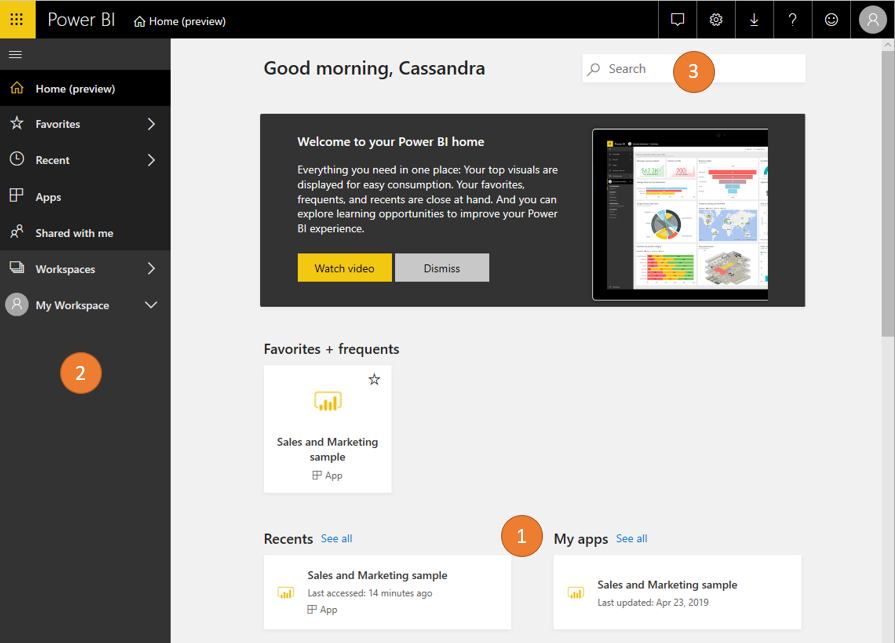 Power BI
Home (preview)
Home (preview)
Favorites
Recent
Apps
Shared with me
Workspaces
My Workspace
2
Good morning, Cassandra
Search
3
Welcome to your Power BI home
Everything you need in one place: Your top visuals are
displayed for easy consumption. Your favorites,
frequents, and recents are close at hand. And you can
explore learning opportunities to improve your Power
BI experience.
Watch video
Dismiss
Favorites + frequents
Sales and Marketing
sample
App
Recents See all
1
My apps See all
Sales and Marketing sample
Last accessed: 14 minutes ago
App
Sales and Marketing sample
Last updated: Apr 23, 2019